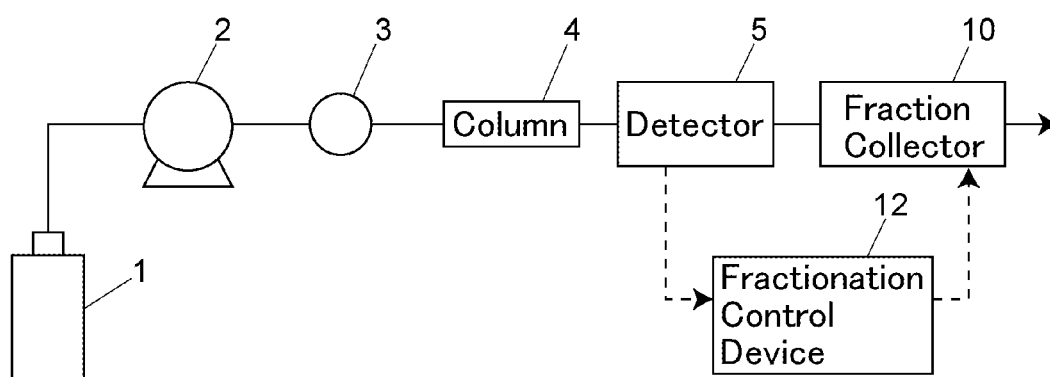 2
3
4
5
10
Column
Detector
Fraction
Collector
12
1
Fractionation
Control
Device